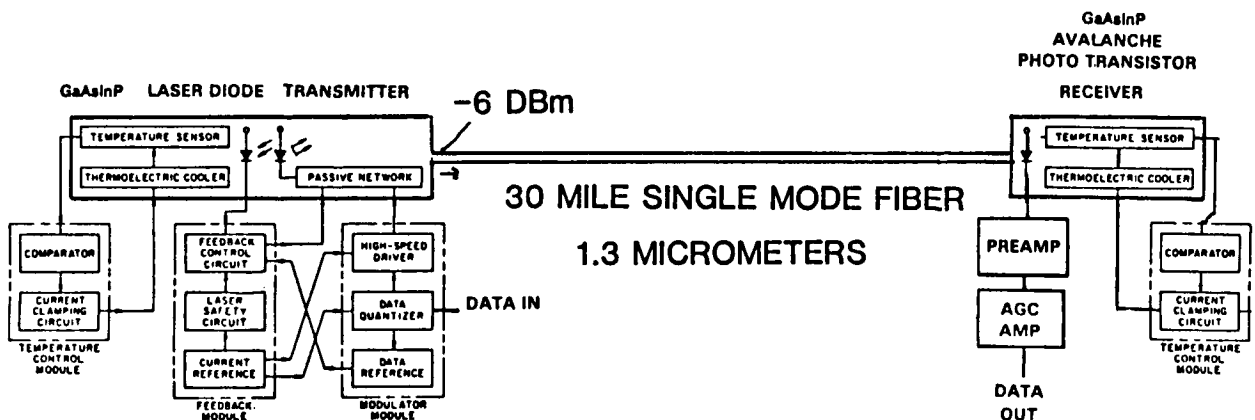 GaAsInP LASER DIODE TRANSMITTER
-6 DBm
TEMPERATURE SENSOR
THERMOELECTRIC COOLER
PASSIVE NETWORK
COMPARATOR
CURRENT CLAMPING CIRCUIT
TEMPERATURE CONTROL MODULE
FEEDBACK CONTROL CIRCUIT
LASER SAFETY CIRCUIT
CURRENT REFERENCE
FEEDBACK. MODULE
HIGH-SPEED DRIVER
DATA QUANTIZER
DATA REFERENCE
MODULATOR MODULE
DATA IN
30 MILE SINGLE MODE FIBER
1.3 MICROMETERS
GaAsInP
AVALANCHE
PHOTO TRANSISTOR
RECEIVER
TEMPERATURE SENSOR
THERMOELECTRIC COOLER
PREAMP
AGC
AMP
DATA
OUT
COMPARATOR
CURRENT CLAMPING CIRCUIT
TEMPERATURE CONTROL MODULE